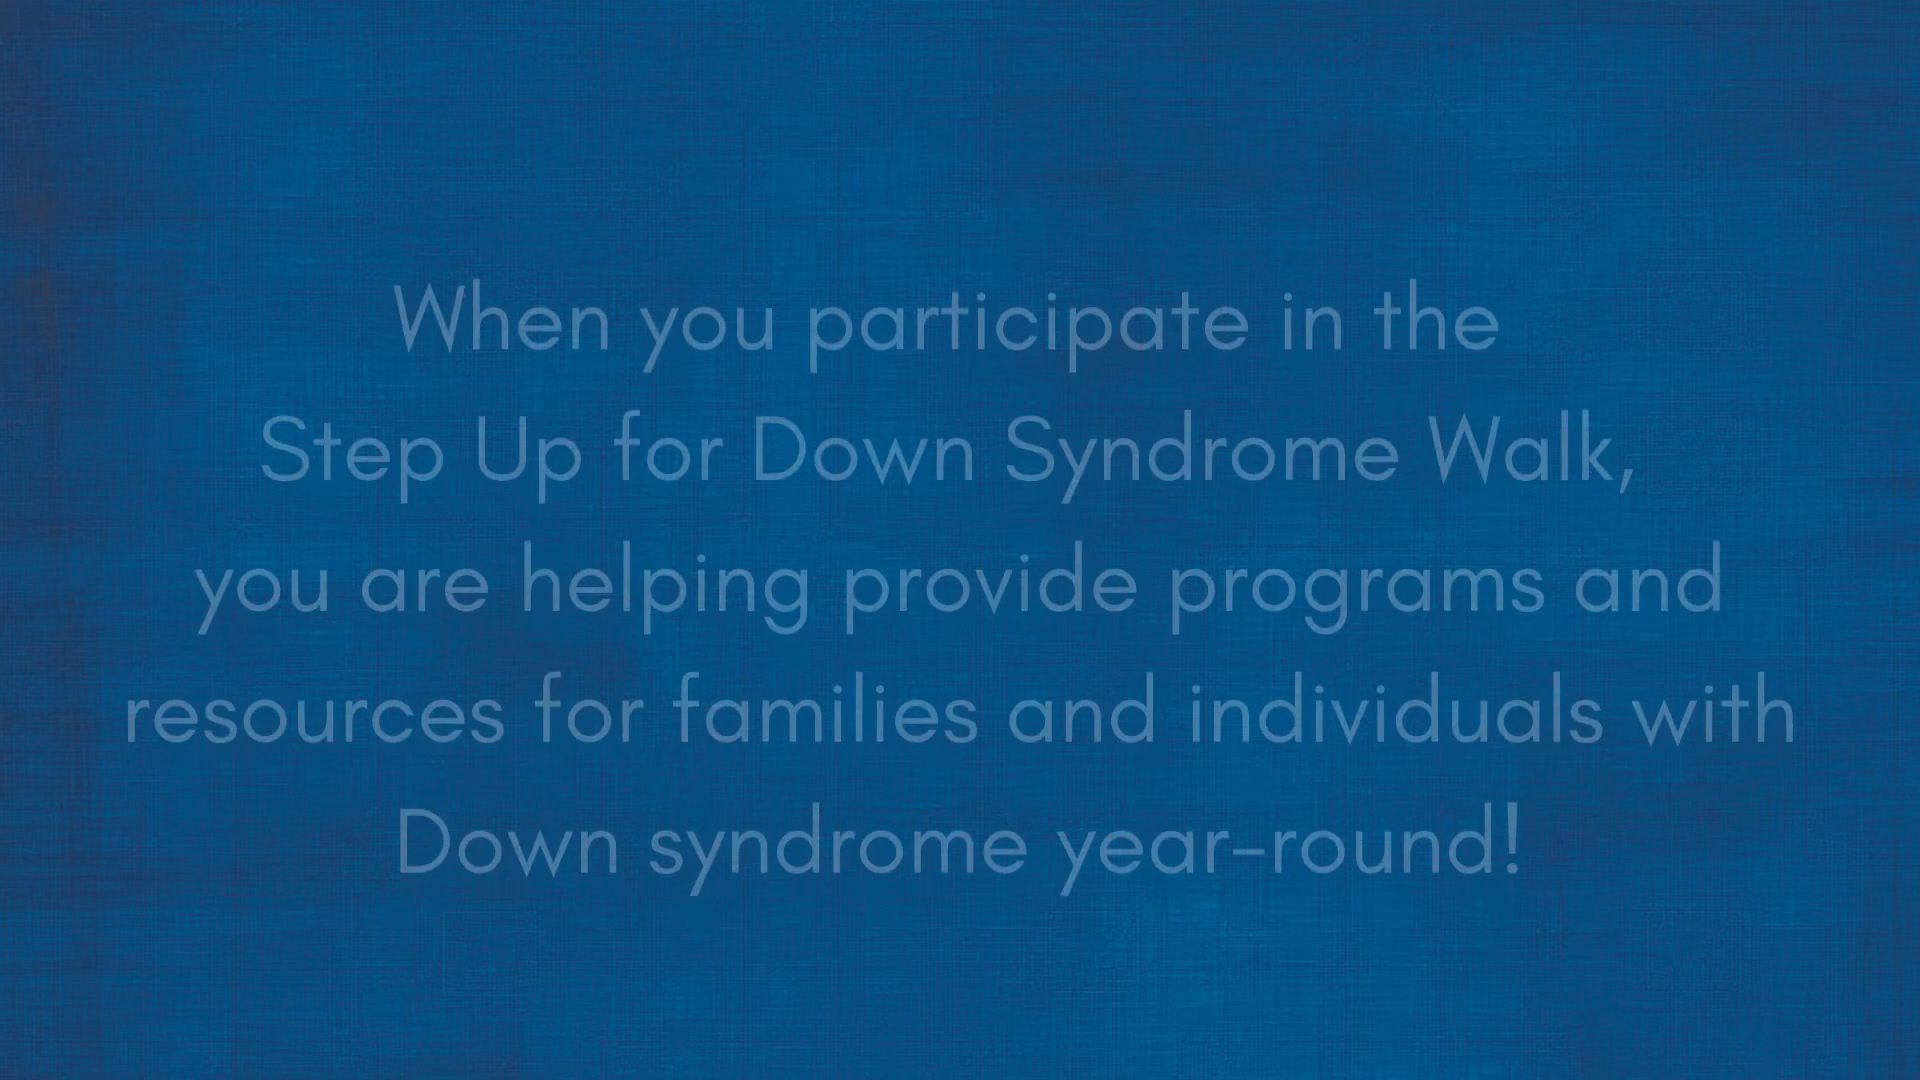 When you participate in the
Step Up for Down Syndrome Walk,
you are helping provide programs and
resources for families and individuals with
Down syndrome year-round!